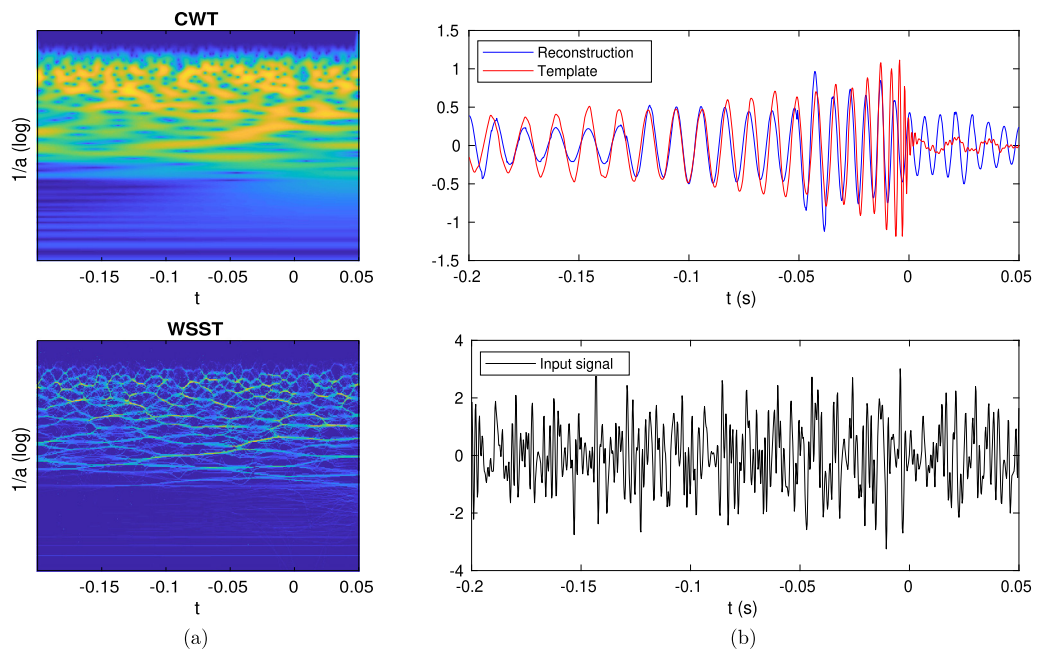 CWT
1/a (log)
-0.15
-0.1
-0.05
0
0.05
t
1.5
1
0.5
0
-0.5
-1
-1.5
Reconstruction
Template
-0.2
-0.15
-0.1
-0.05
0
0.05
t (s)
WSST
1/a (log)
-0.15
-0.1
-0.05
0
0.05
t
(a)
4
2
0
-2
-4
Input signal
-0.2
-0.15
-0.1
-0.05
0
0.05
t (s)
(b)